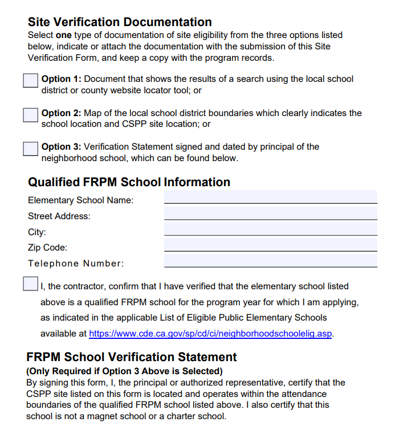 Site Verification Documentation
Select one type of documentation of site eligibility from the three options listed
below, indicate or attach the documentation with the submission of this Site
Verification Form, and keep a copy with the program records.
Option 1: Document that shows the results of a search using the local school
district or county website locator tool; or
Option 2: Map of the local school district boundaries which clearly indicates the
school location and CSPP site location; or
Option 3: Verification Statement signed and dated by principal of the
neighborhood school, which can be found below.
Qualified FRPM School Information
Elementary School Name:
Street Address:
City:
Zip Code:
Telephone Number:
I, the contractor, confirm that I have verified that the elementary school listed
above is a qualified FRPM school for the program year for which I am applying,
as indicated in the applicable List of Eligible Public Elementary Schools
available at https://www.cde.ca.gov/sp/cd/ci/neighborhoodschoolelig.asp.
FRPM School Verification Statement
(Only Required if Option 3 Above is Selected)
By signing this form, I, the principal or authorized representative, certify that the
CSPP site listed on this form is located and operates within the attendance
boundaries of the qualified FRPM school listed above. I also certify that this
school is not a magnet school or a charter school.